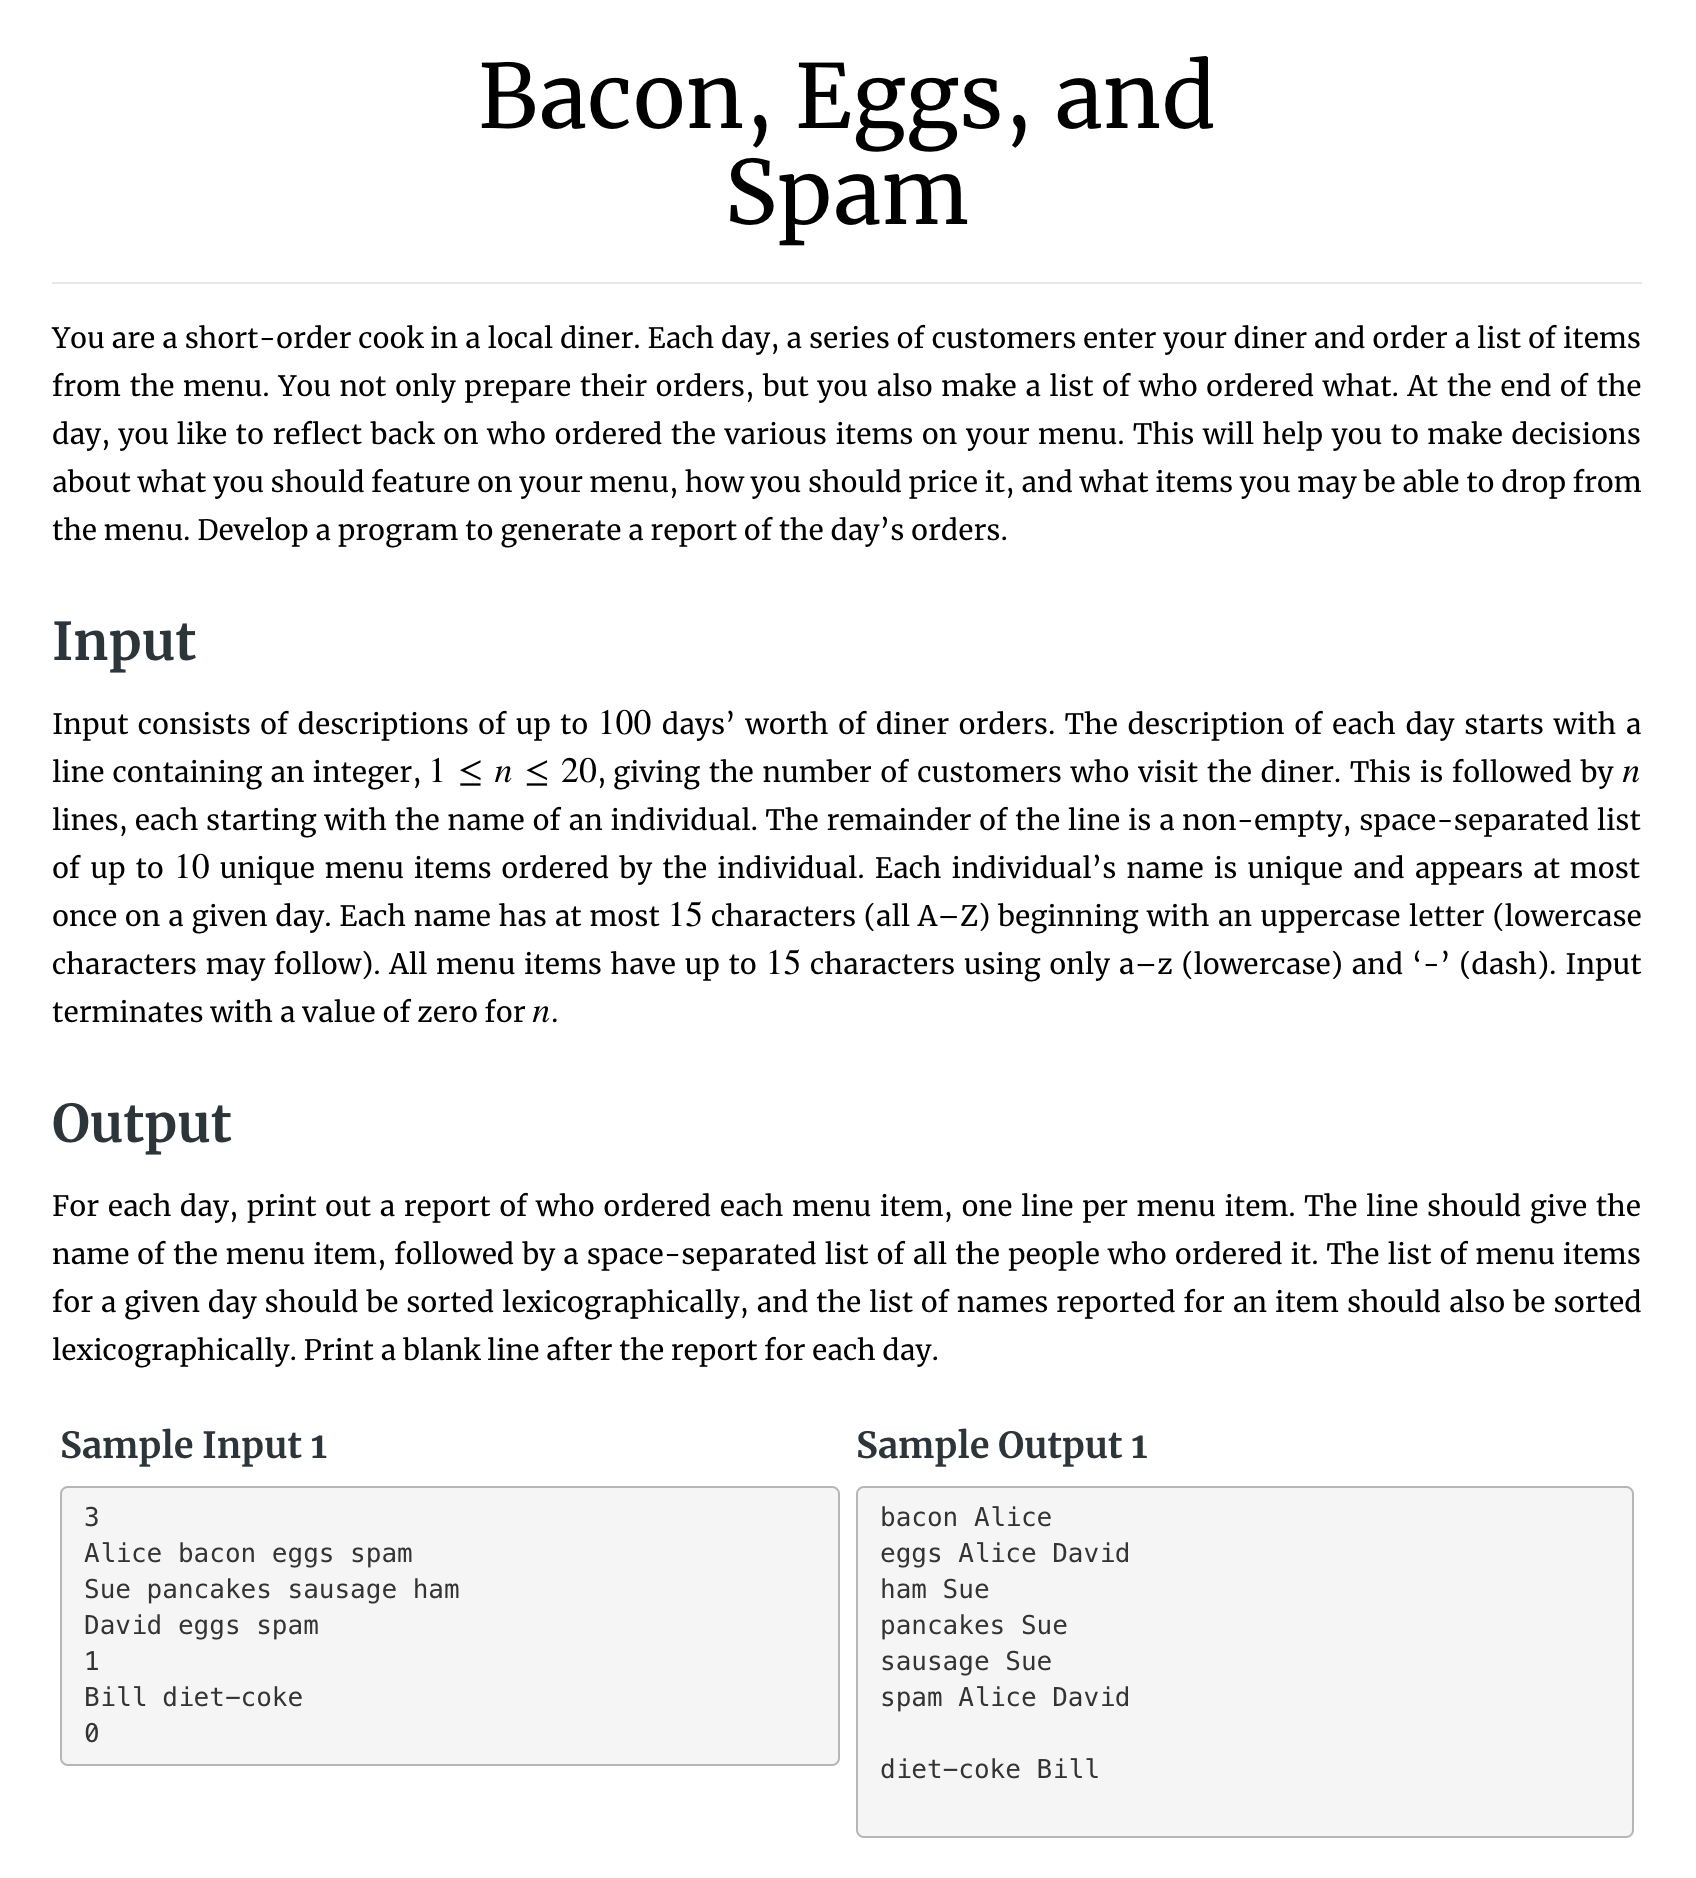 Bacon, Eggs, and
Spam
You are a short-order cook in a local diner. Each day, a series of customers enter your diner and order a list of items
from the menu. You not only prepare their orders, but you also make a list of who ordered what. At the end of the
day, you like to reflect back on who ordered the various items on your menu. This will help you to make decisions
about what you should feature on your menu, how you should price it, and what items you may be able to drop from
the menu. Develop a program to generate a report of the day’s orders.
Input
Input consists of descriptions of up to 100 days’ worth of diner orders. The description of each day starts with a
line containing an integer, 1 ≤ n ≤ 20, giving the number of customers who visit the diner. This is followed by n
lines, each starting with the name of an individual. The remainder of the line is a non-empty, space-separated list
of up to 10 unique menu items ordered by the individual. Each individual’s name is unique and appears at most
once on a given day. Each name has at most 15 characters (all A–Z) beginning with an uppercase letter (lowercase
characters may follow). All menu items have up to 15 characters using only a–z (lowercase) and ‘-’ (dash). Input
terminates with a value of zero for n.
Output
For each day, print out a report of who ordered each menu item, one line per menu item. The line should give the
name of the menu item, followed by a space-separated list of all the people who ordered it. The list of menu items
for a given day should be sorted lexicographically, and the list of names reported for an item should also be sorted
lexicographically. Print a blank line after the report for each day.
Sample Input 1
3
Alice bacon eggs spam
Sue pancakes sausage ham
David eggs spam
1
Bill diet-coke
0
Sample Output 1
bacon Alice
eggs Alice David
ham Sue
pancakes Sue
sausage Sue
spam Alice David
diet-coke Bill